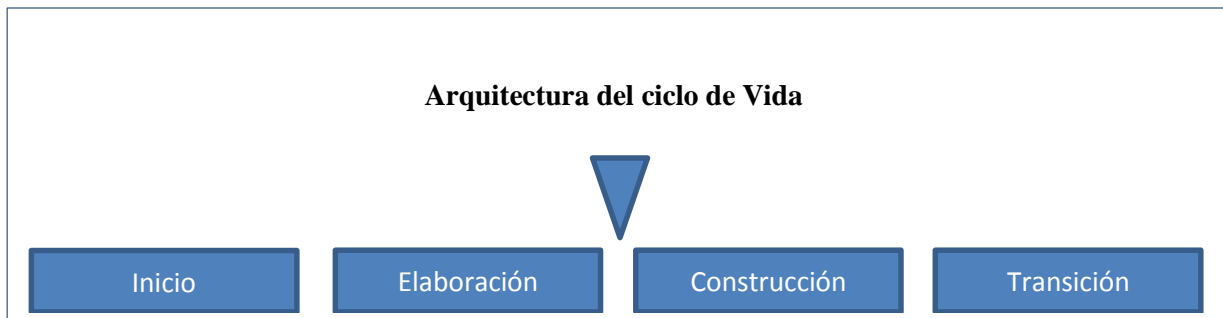 Arquitectura del ciclo de Vida
Inicio
Elaboración
Construcción
Transición